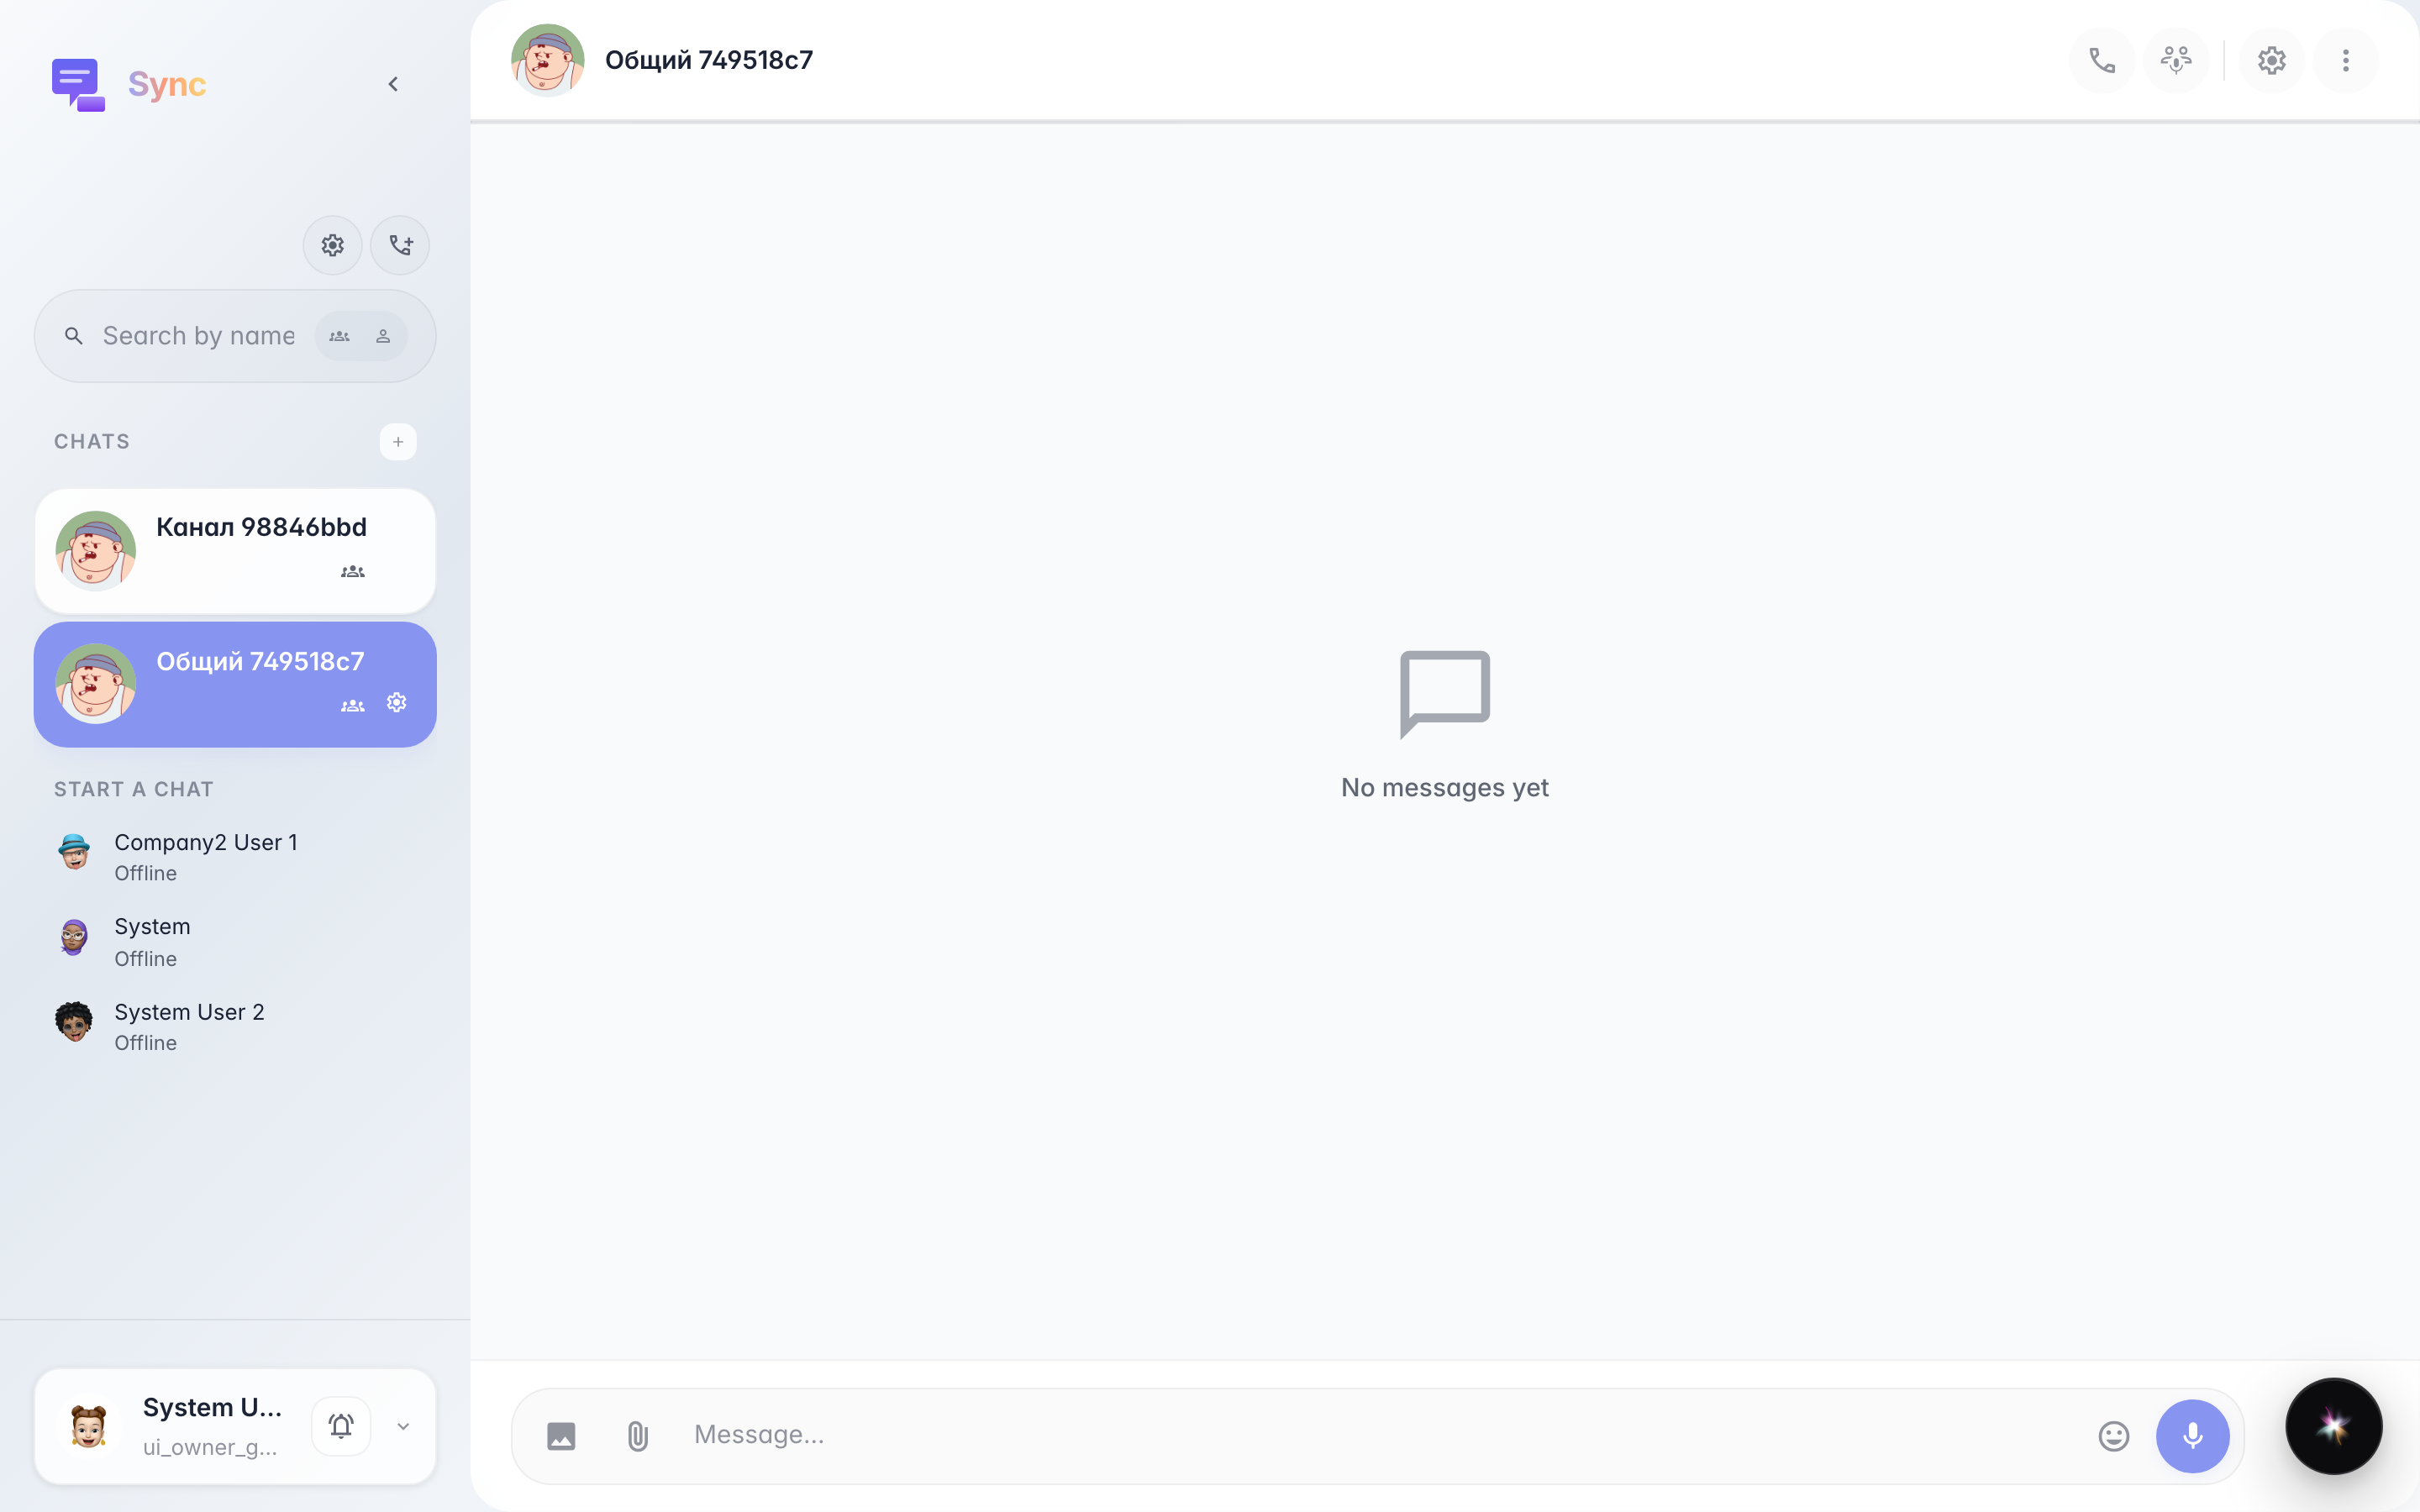 Sync
Search by name
CHATS
Канал 98846bbd
Общий 749518c7
START A CHAT
Company2 User 1
Offline
System
Offline
System User 2
Offline
System U...
ui_owner_g...
Общий 749518c7
No messages yet
Message...